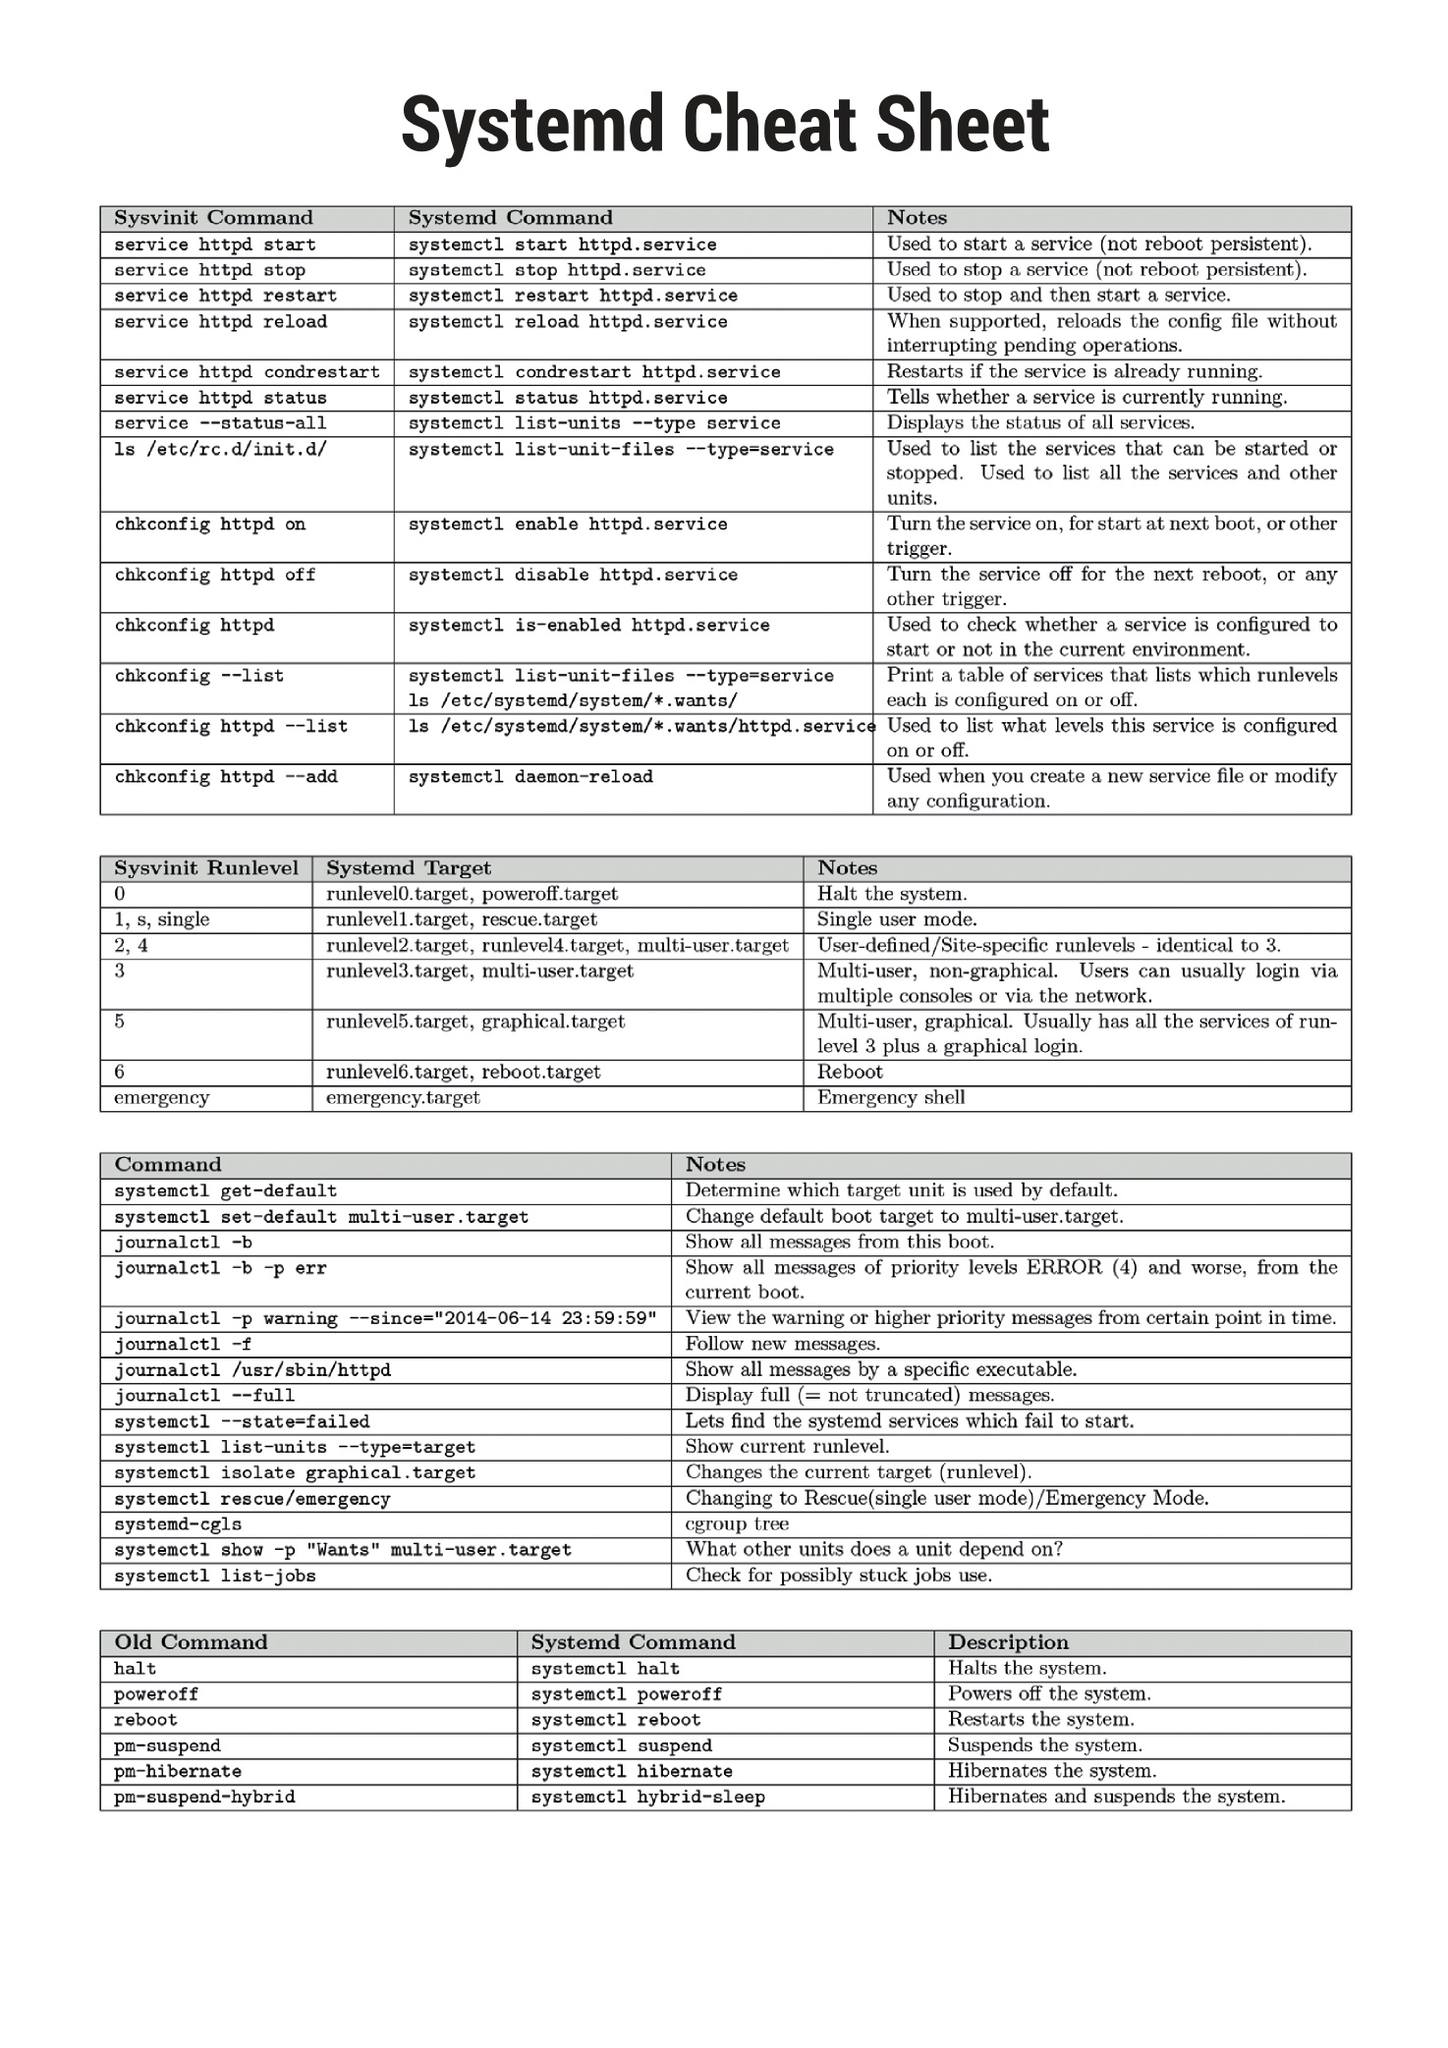 Systemd Cheat Sheet
Sysvinit Command Systemd Command Notes
service httpd start systemctl start httpd.service Used to start a service (not reboot persistent).
service httpd stop systemctl stop httpd.service Used to stop a service (not reboot persistent).
service httpd restart systemctl restart httpd.service Used to stop and then start a service.
service httpd reload systemctl reload httpd.service When supported, reloads the config file without
interrupting pending operations.
service httpd condrestart systemctl condrestart httpd.service Restarts if the service is already running.
service httpd status systemctl status httpd.service Tells whether a service is currently running.
service --status-all systemctl list-units --type service Displays the status of all services.
ls /etc/rc.d/init.d/ systemctl list-unit-files --type=service Used to list the services that can be started or
stopped. Used to list all the services and other
units.
chkconfig httpd on systemctl enable httpd.service Turn the service on, for start at next boot, or other
trigger.
chkconfig httpd off systemctl disable httpd.service Turn the service off for the next reboot, or any
other trigger.
chkconfig httpd systemctl is-enabled httpd.service Used to check whether a service is configured to
start or not in the current environment.
chkconfig --list systemctl list-unit-files --type=service Print a table of services that lists which runlevels
ls /etc/systemd/system/*.wants/ each is configured on or off.
chkconfig httpd --list ls /etc/systemd/system/*.wants/httpd.service Used to list what levels this service is configured
on or off.
chkconfig httpd --add systemctl daemon-reload Used when you create a new service file or modify
any configuration.
Sysvinit Runlevel Systemd Target Notes
0 runlevel0.target, poweroff.target Halt the system.
1, s, single runlevel1.target, rescue.target Single user mode.
2, 4 runlevel2.target, runlevel4.target, multi-user.target User-defined/Site-specific runlevels - identical to 3.
3 runlevel3.target, multi-user.target Multi-user, non-graphical. Users can usually login via
multiple consoles or via the network.
5 runlevel5.target, graphical.target Multi-user, graphical. Usually has all the services of run-
level 3 plus a graphical login.
6 runlevel6.target, reboot.target Reboot
emergency emergency.target Emergency shell
Command Notes
systemctl get-default Determine which target unit is used by default.
systemctl set-default multi-user.target Change default boot target to multi-user.target.
journalctl -b Show all messages from this boot.
journalctl -b -p err Show all messages of priority levels ERROR (4) and worse, from the
current boot.
journalctl -p warning --since="2014-06-14 23:59:59" View the warning or higher priority messages from certain point in time.
journalctl -f Follow new messages.
journalctl /usr/sbin/httpd Show all messages by a specific executable.
journalctl --full Display full (= not truncated) messages.
systemctl --state=failed Lets find the systemd services which fail to start.
systemctl list-units --type=target Show current runlevel.
systemctl isolate graphical.target Changes the current target (runlevel).
systemctl rescue/emergency Changing to Rescue(single user mode)/Emergency Mode.
systemd-cgls cgroup tree
systemctl show -p "Wants" multi-user.target What other units does a unit depend on?
systemctl list-jobs Check for possibly stuck jobs use.
Old Command Systemd Command Description
halt systemctl halt Halts the system.
poweroff systemctl poweroff Powers off the system.
reboot systemctl reboot Restarts the system.
pm-suspend systemctl suspend Suspends the system.
pm-hibernate systemctl hibernate Hibernates the system.
pm-suspend-hybrid systemctl hybrid-sleep Hibernates and suspends the system.